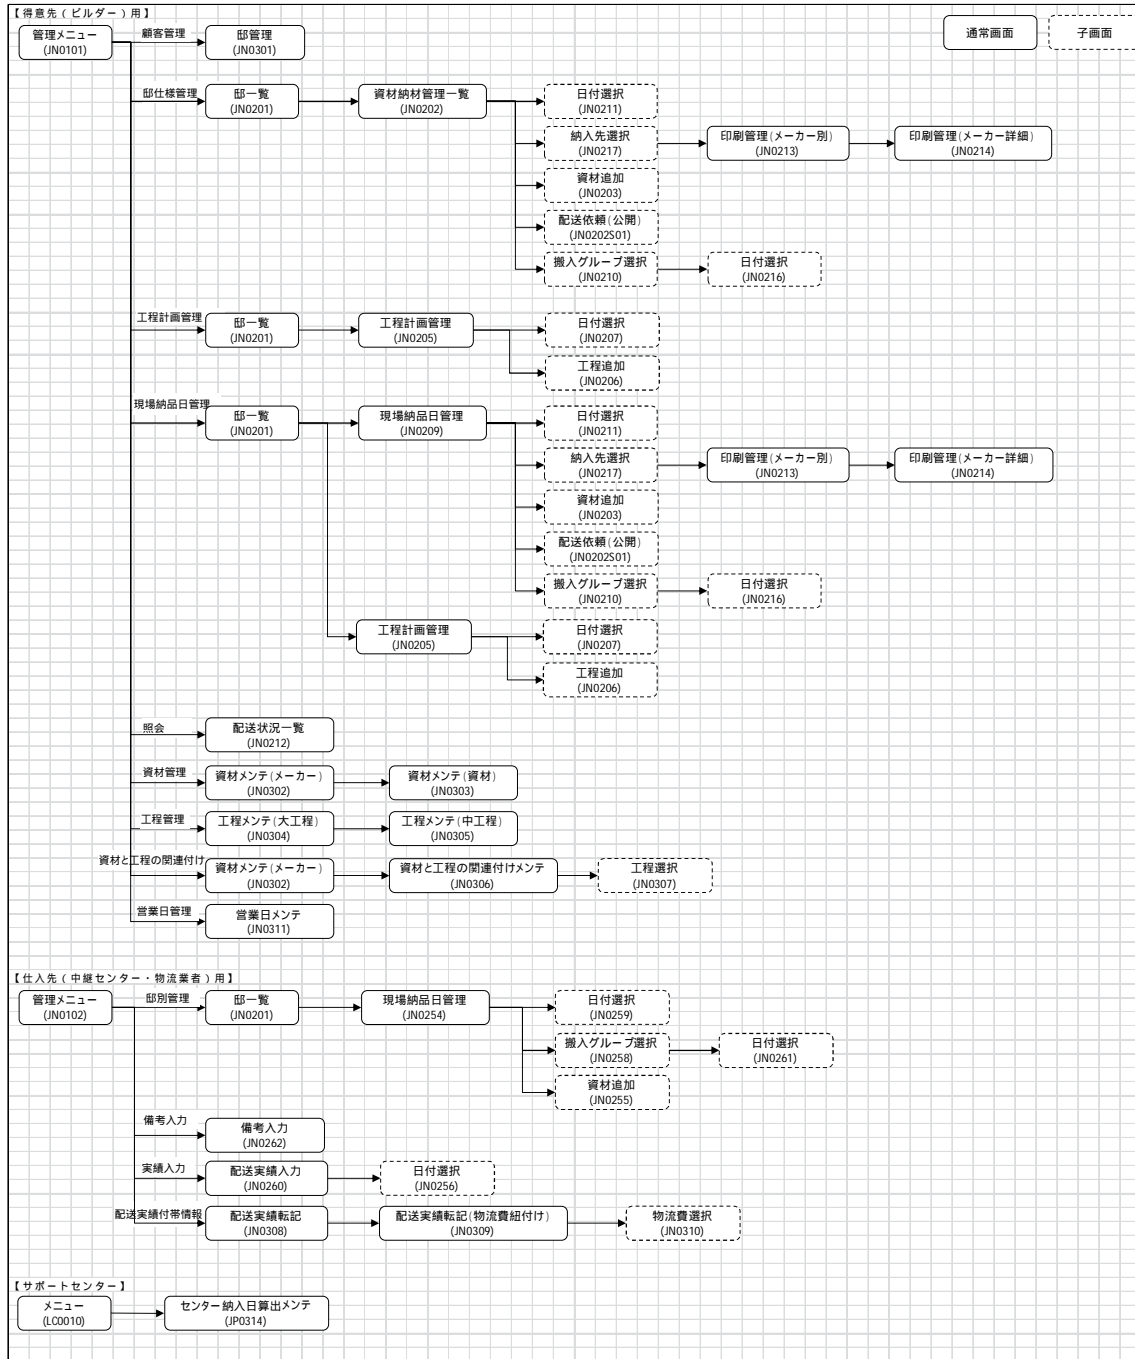 【得意先(ビルダー)用】
通常画面
子画面
管理メニュー
(JN0101)
顧客管理
邸管理
(JN0301)
邸仕様管理
邸一覧
(JN0201)
資材納材管理一覧
(JN0202)
日付選択
(JN0211)
納入先選択
(JN0217)
印刷管理(メーカー別)
(JN0213)
印刷管理(メーカー詳細)
(JN0214)
資材追加
(JN0203)
配送依頼(公開)
(JN0202S01)
搬入グループ選択
(JN0210)
日付選択
(JN0216)
工程計画管理
邸一覧
(JN0201)
工程計画管理
(JN0205)
日付選択
(JN0207)
工程追加
(JN0206)
現場納品日管理
邸一覧
(JN0201)
現場納品日管理
(JN0209)
日付選択
(JN0211)
納入先選択
(JN0217)
印刷管理(メーカー別)
(JN0213)
印刷管理(メーカー詳細)
(JN0214)
資材追加
(JN0203)
配送依頼(公開)
(JN0202S01)
搬入グループ選択
(JN0210)
日付選択
(JN0216)
工程計画管理
(JN0205)
日付選択
(JN0207)
工程追加
(JN0206)
照会
配送状況一覧
(JN0212)
資材管理
資材メンテ(メーカー)
(JN0302)
資材メンテ(資材)
(JN0303)
工程管理
工程メンテ(大工程)
(JN0304)
工程メンテ(中工程)
(JN0305)
資材と工程の関連付け
資材メンテ(メーカー)
(JN0302)
資材と工程の関連付けメンテ
(JN0306)
工程選択
(JN0307)
営業日管理
営業日メンテ
(JN0311)
【仕入先(中継センター・物流業者)用】
管理メニュー
(JN0102)
邸別管理
邸一覧
(JN0201)
現場納品日管理
(JN0254)
日付選択
(JN0259)
搬入グループ選択
(JN0258)
日付選択
(JN0261)
資材追加
(JN0255)
備考入力
備考入力
(JN0262)
実績入力
配送実績入力
(JN0260)
日付選択
(JN0256)
配送実績付帯情報
配送実績転記
(JN0308)
配送実績転記(物流費紐付け)
(JN0309)
物流費選択
(JN0310)
【サポートセンター】
メニュー
(LC0010)
センター納入日算出メンテ
(JP0314)